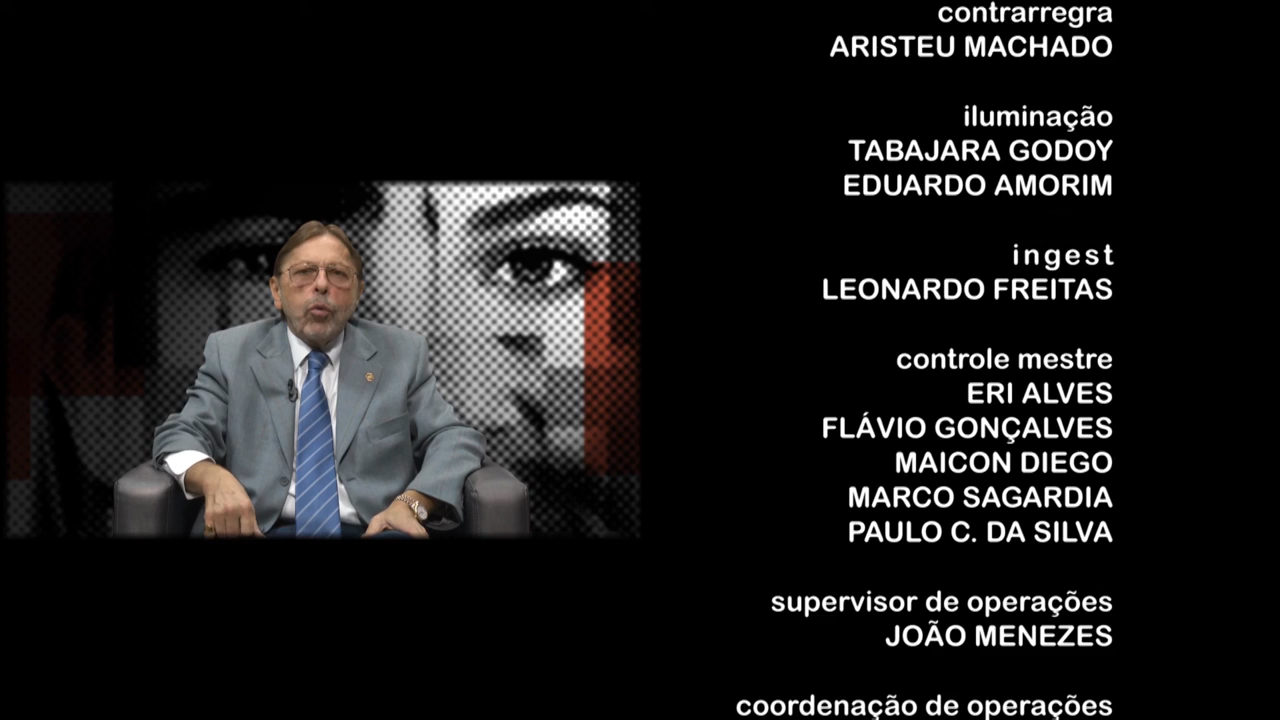 contrarregra
ARISTEU MACHADO
iluminação
TABAJARA GODOY
EDUARDO AMORIM
ingest
LEONARDO FREITAS
controle mestre
ERI ALVES
FLÁVIO GONÇALVES
MAICON DIEGO
MARCO SAGARDIA
PAULO C. DA SILVA
supervisor de operações
JOÃO MENEZES
coordenação de operações